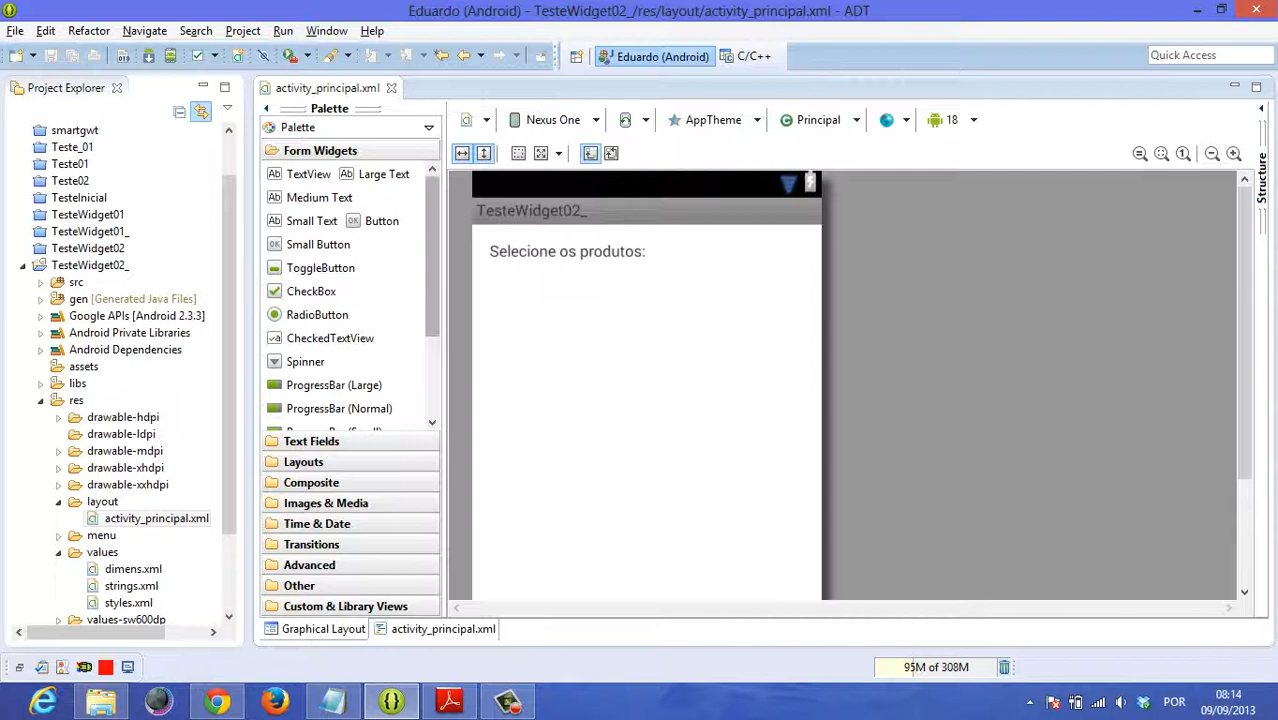 Eduardo (Android) - TesteWidget02_/res/layout/activity_principal.xml - ADT
File Edit Refactor Navigate Search Project Run Window Help
Eduardo (Android) C/C++ Quick Access
Project Explorer
smartgwt
Teste_01
Teste01
Teste02
TesteInicial
TesteWidget01
TesteWidget01_
TesteWidget02
TesteWidget02_
src
gen [Generated Java Files]
Google APIs [Android 2.3.3]
Android Private Libraries
Android Dependencies
assets
libs
res
drawable-hdpi
drawable-ldpi
drawable-mdpi
drawable-xhdpi
drawable-xxhdpi
layout
activity_principal.xml
menu
values
dimens.xml
strings.xml
styles.xml
values-sw600dp
activity_principal.xml
Palette
Palette
Form Widgets
Ab TextView Ab Large Text
Ab Medium Text
Ab Small Text OK Button
OK Small Button
ToggleButton
CheckBox
RadioButton
CheckedTextView
Spinner
ProgressBar (Large)
ProgressBar (Normal)
Text Fields
Layouts
Composite
Images & Media
Time & Date
Transitions
Advanced
Other
Custom & Library Views
Nexus One AppTheme Principal 18
TesteWidget02_
Selecione os produtos:
Structure
Graphical Layout activity_principal.xml
95M of 308M
POR
08:14
09/09/2013